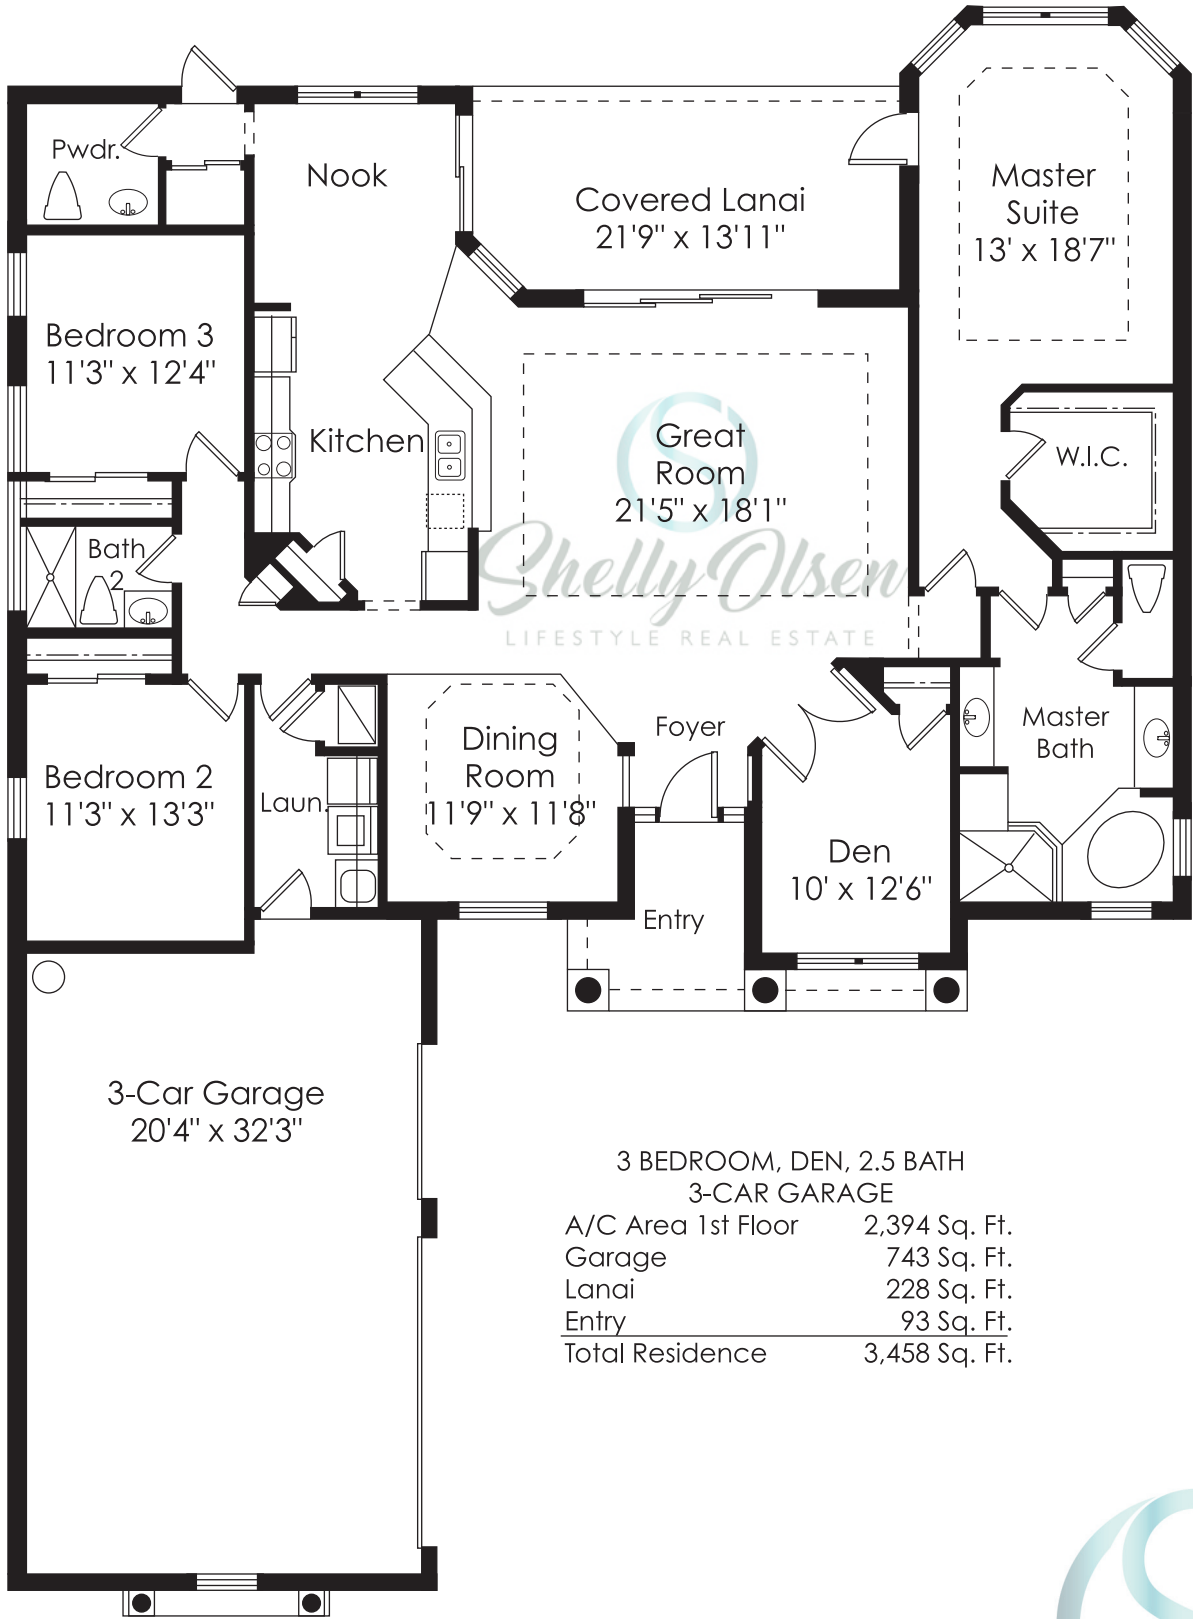 Pwdr.
Nook
Covered Lanai
21'9" x 13'11"
Master
Suite
13' x 18'7"
Bedroom 3
11'3" x 12'4"
Kitchen
Great
Room
21'5" x 18'1"
W.I.C.
Bath
2
Shelly Olsen
LIFESTYLE REAL ESTATE
Foyer
Master
Bath
Dining
Room
11'9" x 11'8"
Bedroom 2
11'3" x 13'3"
Laun.
Den
10' x 12'6"
Entry
3-Car Garage
20'4" x 32'3"
3 BEDROOM, DEN, 2.5 BATH
3-CAR GARAGE
A/C Area 1st Floor 2,394 Sq. Ft.
Garage 743 Sq. Ft.
Lanai 228 Sq. Ft.
Entry 93 Sq. Ft.
Total Residence 3,458 Sq. Ft.